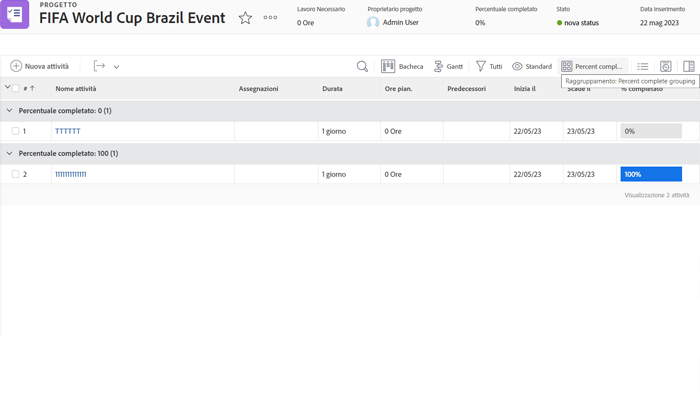 PROGETTO
FIFA World Cup Brazil Event
Lavoro Necessario
0 Ore
Proprietario progetto
Admin User
Percentuale completato
0%
Stato
nova status
Data inserimento
22 mag 2023
Nuova attività
Bacheca
Gantt
Tutti
Standard
Percent compl...
Raggruppamento: Percent complete grouping
# Nome attività Assegnazioni Durata Ore pian. Predecessori Inizia il Scade il % completato
Percentuale completato: 0 (1)
1 TTTTTT 1 giorno 0 Ore 22/05/23 23/05/23 0%
Percentuale completato: 100 (1)
2 1 giorno 0 Ore 22/05/23 23/05/23 100%
Visualizzazione 2 attività